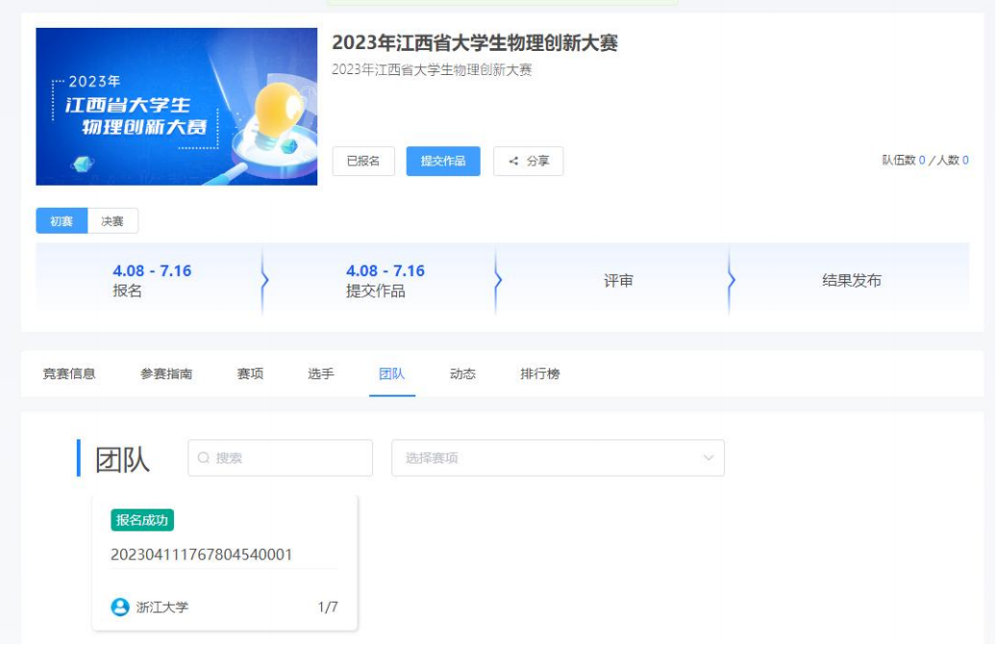 2023年江西省大学生物理创新大赛
2023年江西省大学生物理创新大赛
2023年
江西省大学生
物理创新大赛
已报名 提交作品 分享 队伍数 0 / 人数 0
初赛 决赛
4.08 - 7.16 4.08 - 7.16
报名 提交作品 评审 结果发布
竞赛信息 参赛指南 赛项 选手 团队 动态 排行榜
团队 搜索 选择赛项
报名成功
202304111767804540001
浙江大学 1/7